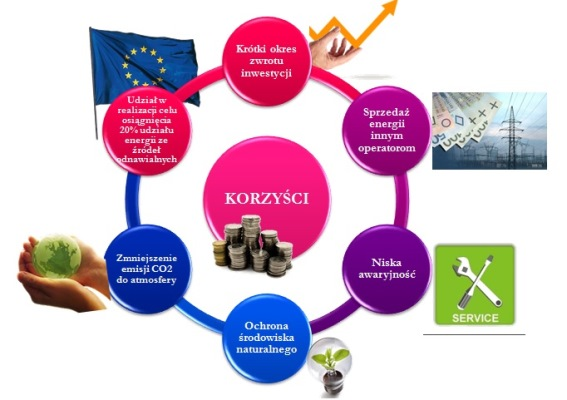 Krótki okres
zwrotu
inwestycji
Sprzedaż
energii
innym
operatorom
Niska
awaryjność
SERVICE
Ochrona
środowiska
naturalnego
Zmniejszenie
emisji CO2
do atmosfery
Udział w
realizacji celu
osiągnięcia
20% udziału
energii ze
źródeł
odnawialnych
KORZYŚCI